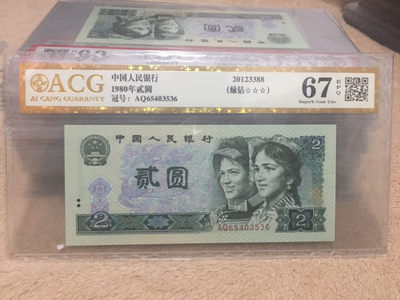 ACG
AI CANG GUARANTY
中国人民银行
1980年贰圆
冠号: AQ65403536
20123388
(绿钻☆☆☆)
67
EPQ
Superb Gem Unc
中国人民银行
贰圆
2
2
2
AQ65403536